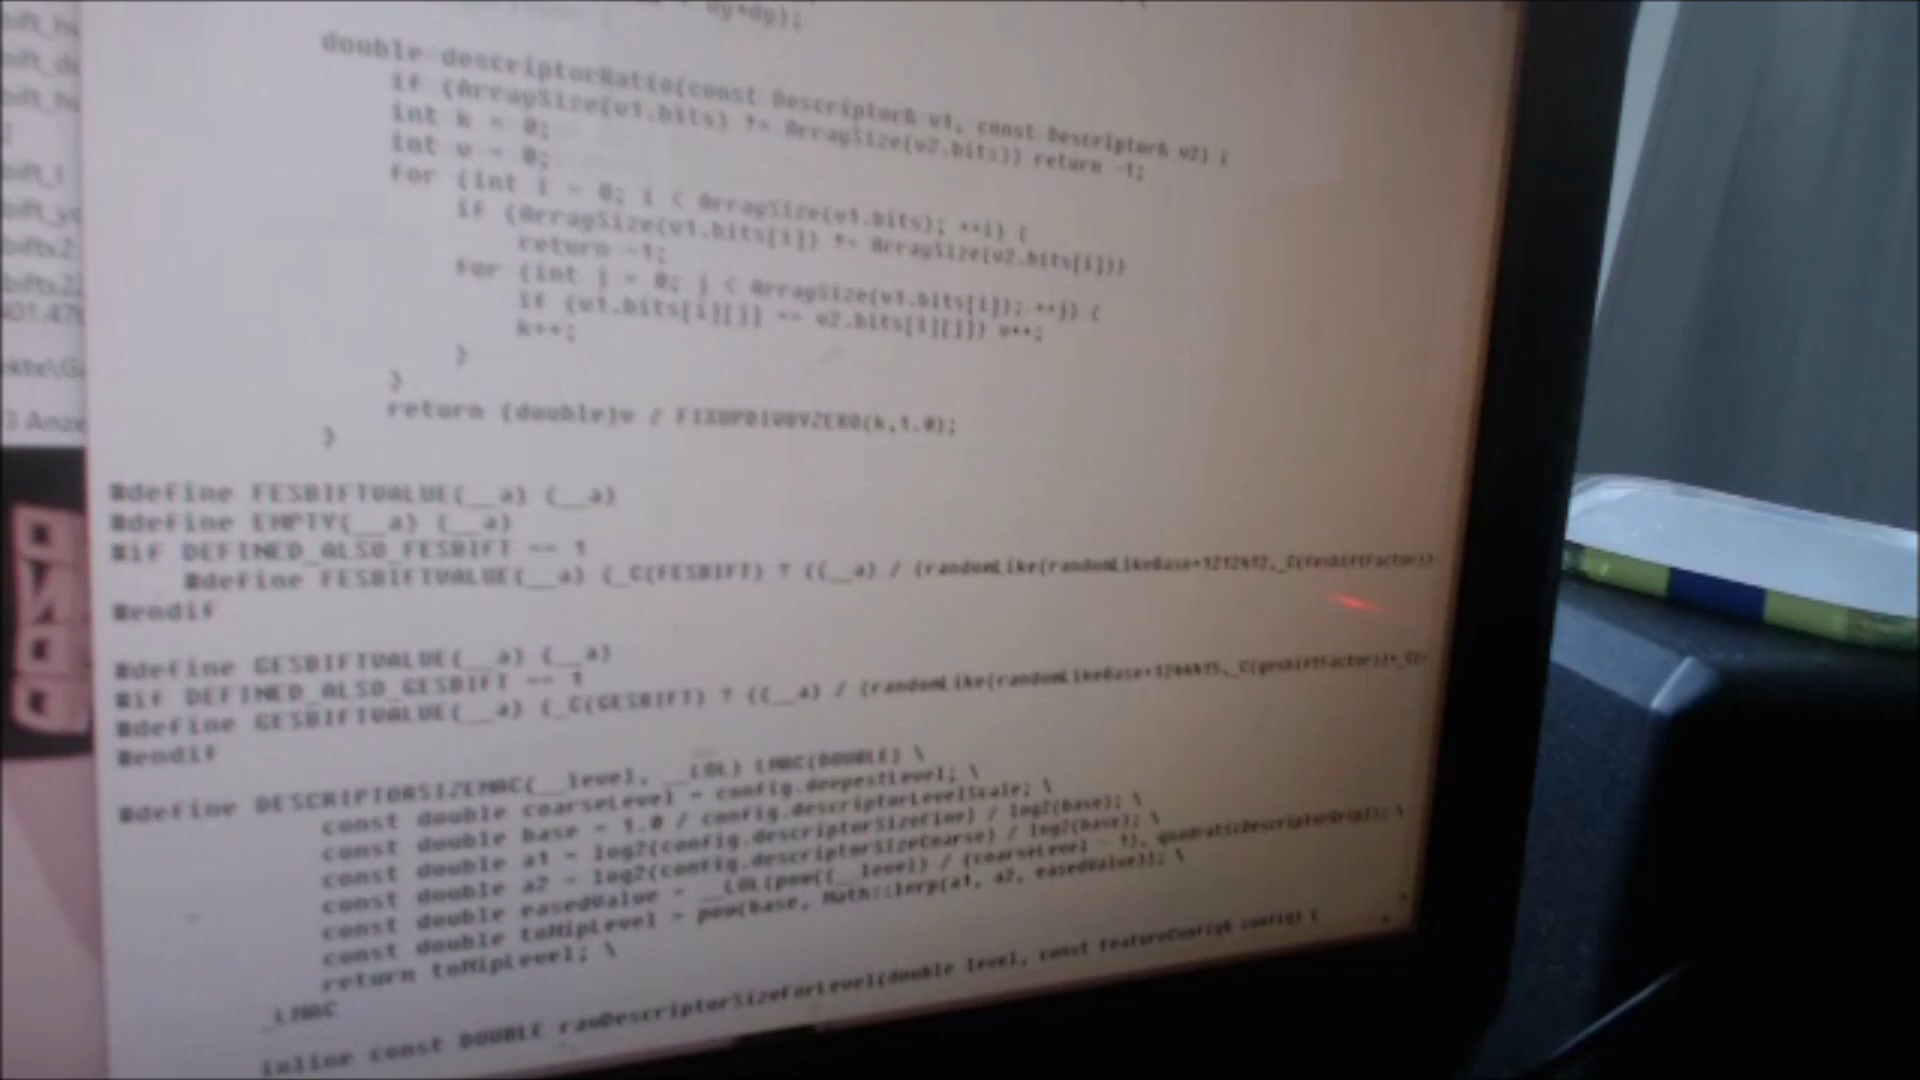 dy*dy);
double descriptorRatio(const Descriptor& v1, const Descriptor& v2) {
if (ArraySize(v1.bits) != ArraySize(v2.bits)) return -1;
int k = 0;
int v = 0;
for (int i = 0; i < ArraySize(v1.bits); ++i) {
if (ArraySize(v1.bits[i]) != ArraySize(v2.bits[i]))
return -1;
for (int j = 0; j < ArraySize(v1.bits[i]); ++j) {
if (v1.bits[i][j] == v2.bits[i][j]) v++;
k++;
}
}
return (double)v / FIXUPDIVBYZERO(k,1.0);
}
#define FESBIFTVALUE(__a) (__a)
#define EMPTY(__a) (__a)
#if DEFINED_ALSO_FESBIFT == 1
#define FESBIFTVALUE(__a) (_C(FESBIFT) ? ((__a) / (randomLike(randomLikeBase+1212412,_C(fesbiftFactor))
#endif
#define GESBIFTVALUE(__a) (__a)
#if DEFINED_ALSO_GESBIFT == 1
#define GESBIFTVALUE(__a) (_C(GESBIFT) ? ((__a) / (randomLike(randomLikeBase+1244415,_C(gesbiftFactor))*_C(
#endif
#define DESCRIPTORSIZEMAC(__level, __LOL) LMAC(DOUBLE) \
const double coarseLevel = config.deepestLevel; \
const double base = 1.0 / config.descriptorLevelScale; \
const double a1 = log2(config.descriptorSizeFine) / log2(base); \
const double a2 = log2(config.descriptorSizeCoarse) / log2(base); \
const double easedValue = __LOL(pow((__level) / (coarseLevel - 1), quadraticDescriptorGrip)); \
const double toMipLevel = pow(base, Math::lerp(a1, a2, easedValue)); \
return toMipLevel; \
_LMAC
inline const DOUBLE rawDescriptorSizeForLevel(double level, const featureConfig& config) {